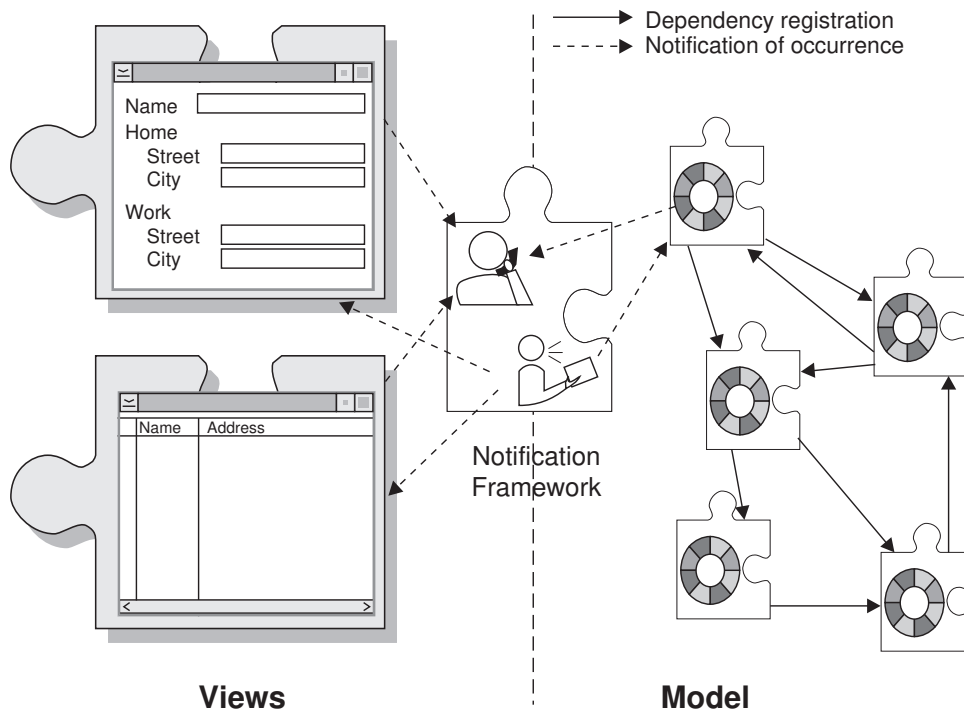 Dependency registration
Notification of occurrence
Name
Home
Street
City
Work
Street
City
Name Address
Notification
Framework
Views
Model